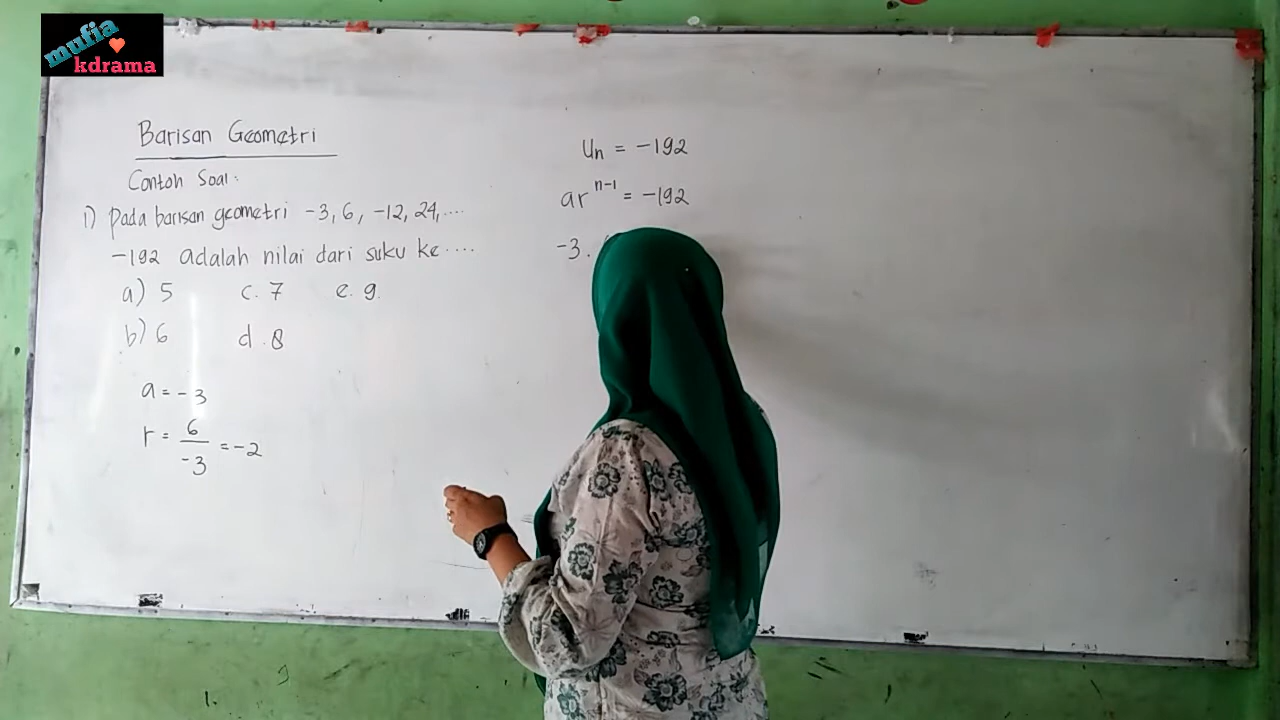 mufia
kdrama
Barisan Geometri
Contoh Soal:
1) Pada barisan geometri -3, 6, -12, 24, ....
-192 adalah nilai dari suku ke ....
a) 5 c. 7 e. 9.
b) 6 d. 8
a = -3
r = 6/-3 = -2
Un = -192
ar^n-1 = -192
-3 .